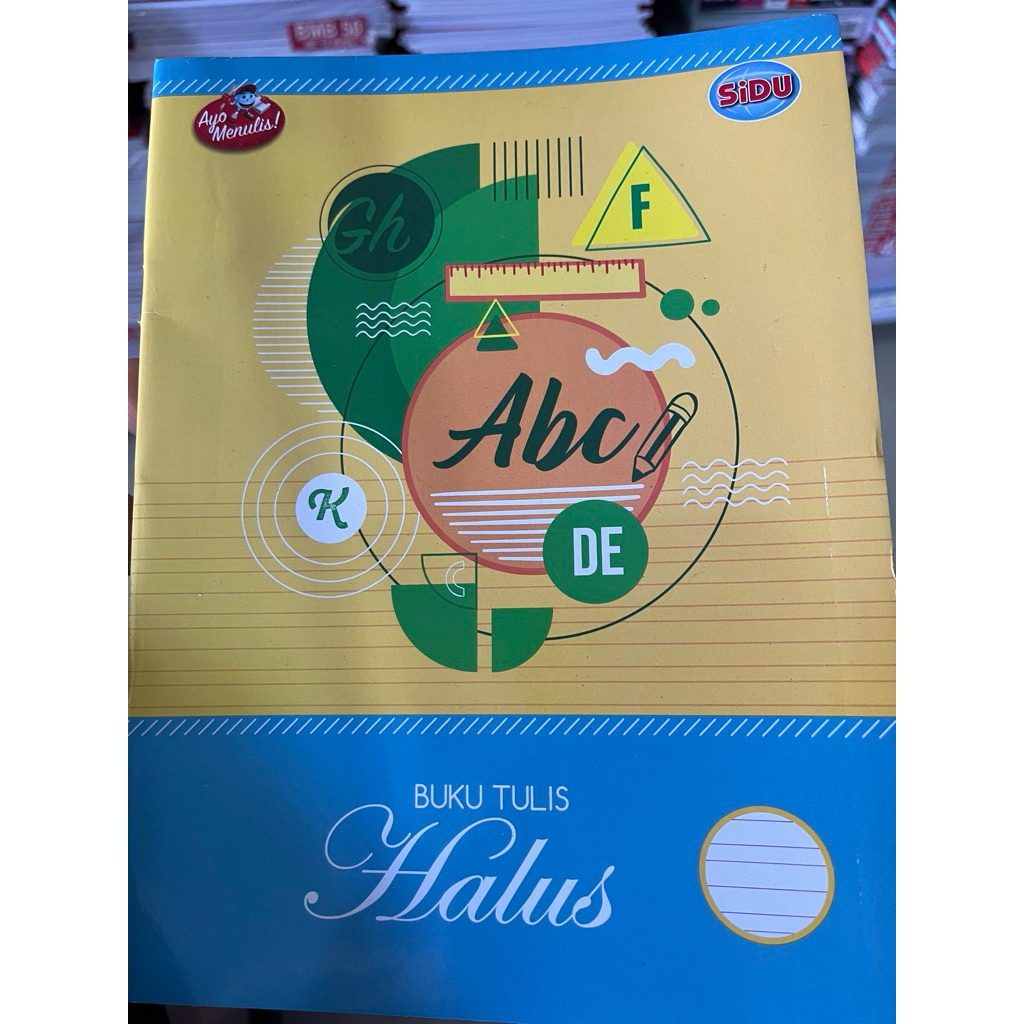 Ayo
Menulis!
SiDU
Gh
F
Abc
K
DE
C
BUKU TULIS
Halus